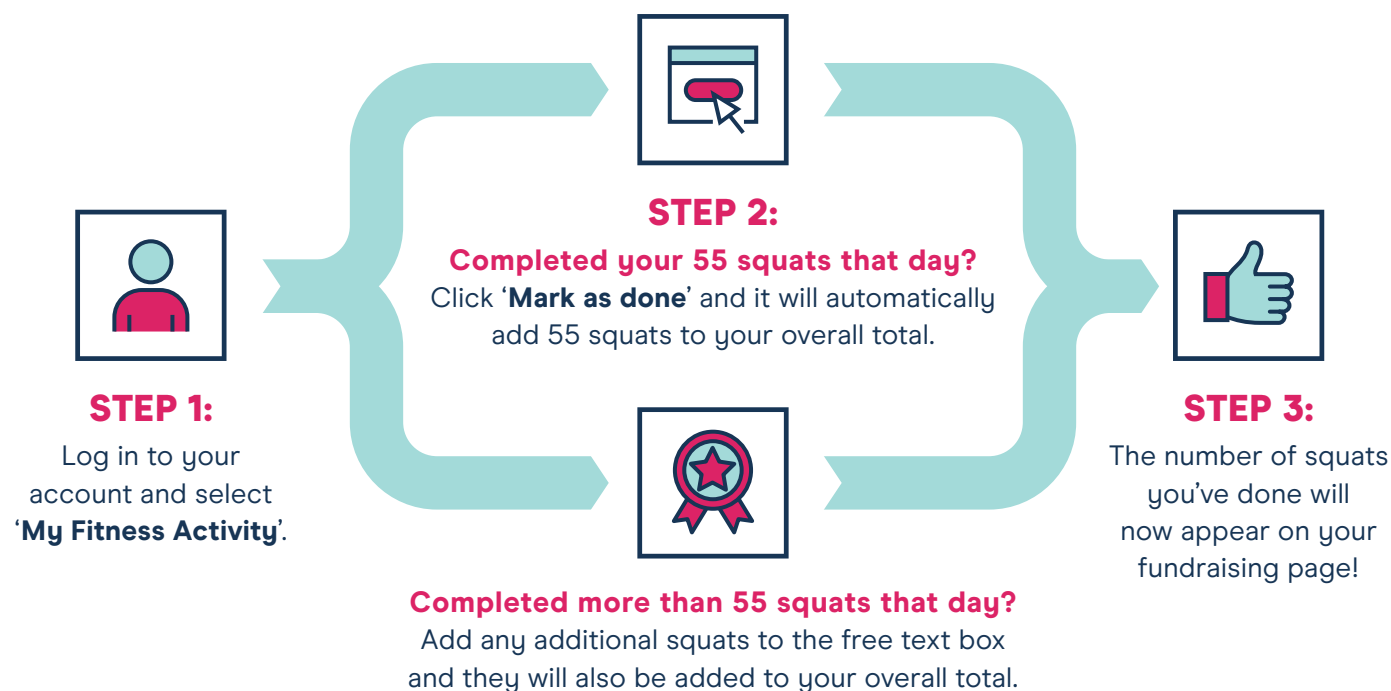 STEP 1:
Log in to your
account and select
‘My Fitness Activity’.
STEP 2:
Completed your 55 squats that day?
Click ‘Mark as done’ and it will automatically
add 55 squats to your overall total.
Completed more than 55 squats that day?
Add any additional squats to the free text box
and they will also be added to your overall total.
STEP 3:
The number of squats
you’ve done will
now appear on your
fundraising page!